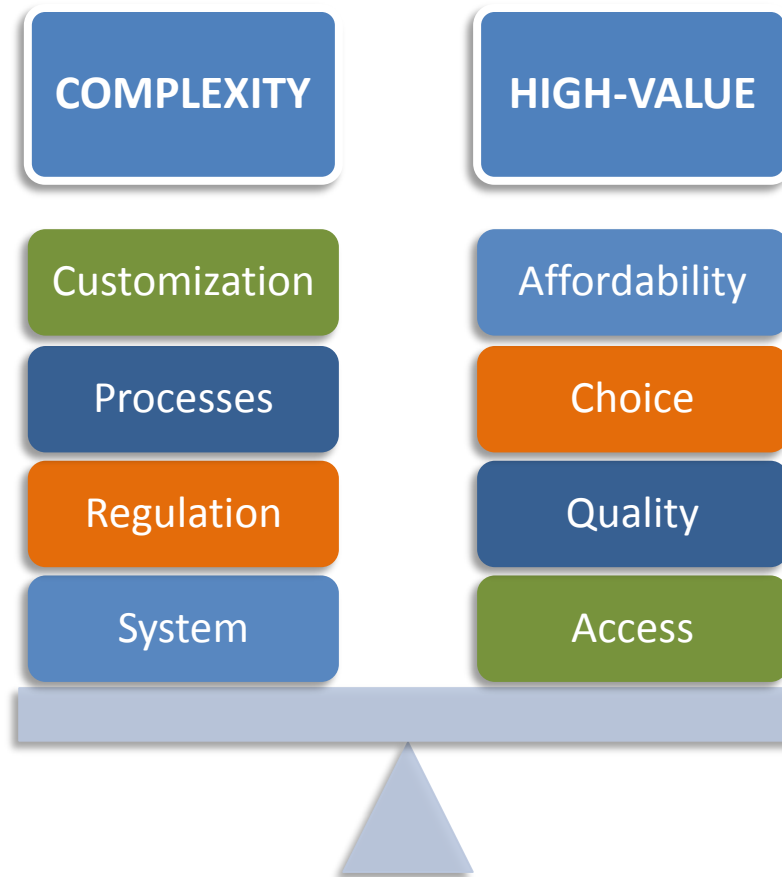 COMPLEXITY
HIGH-VALUE
Customization
Affordability
Processes
Choice
Regulation
Quality
System
Access